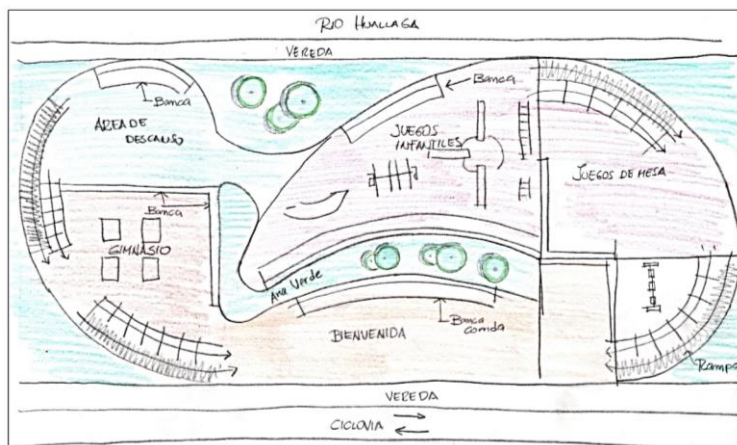 RIO HUALLAGA
VEREDA
Banca
Banca
AREA DE
DESCANSO
JUEGOS
INFANTILES
JUEGOS DE MESA
Banca
GIMNASIO
Area Verde
BIENVENIDA
Banca
corrida
Rampa
VEREDA
CICLOVIA